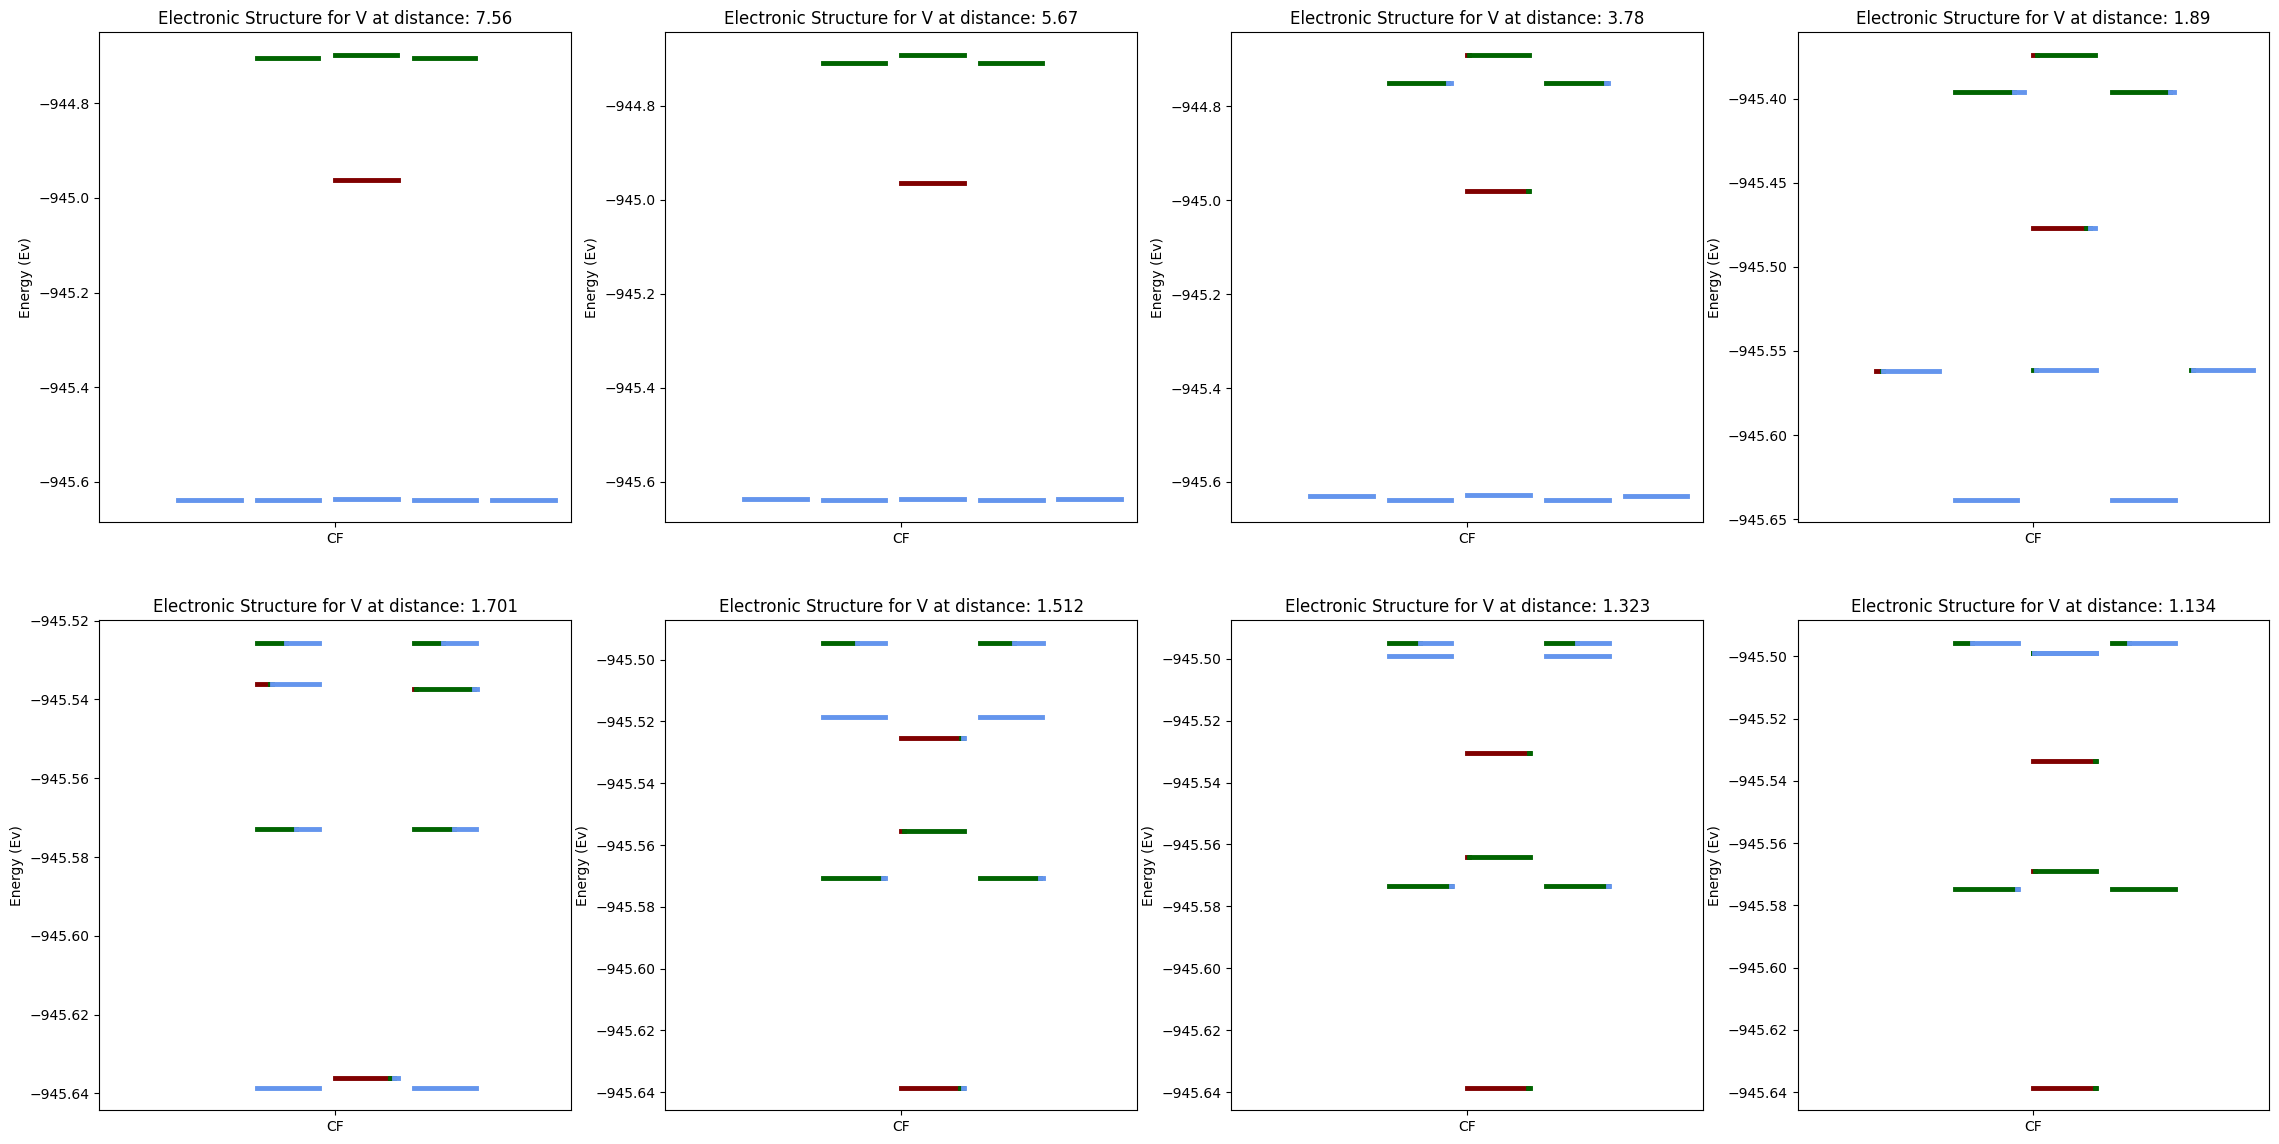 Electronic Structure for V at distance: 7.56
−944.8
−945.0
−945.2
−945.4
−945.6
Energy (Ev)
CF
Electronic Structure for V at distance: 5.67
−944.8
−945.0
−945.2
−945.4
−945.6
Energy (Ev)
CF
Electronic Structure for V at distance: 3.78
−944.8
−945.0
−945.2
−945.4
−945.6
Energy (Ev)
CF
Electronic Structure for V at distance: 1.89
−945.40
−945.45
−945.50
−945.55
−945.60
−945.65
Energy (Ev)
CF
Electronic Structure for V at distance: 1.701
−945.52
−945.54
−945.56
−945.58
−945.60
−945.62
−945.64
Energy (Ev)
CF
Electronic Structure for V at distance: 1.512
−945.50
−945.52
−945.54
−945.56
−945.58
−945.60
−945.62
−945.64
Energy (Ev)
CF
Electronic Structure for V at distance: 1.323
−945.50
−945.52
−945.54
−945.56
−945.58
−945.60
−945.62
−945.64
Energy (Ev)
CF
Electronic Structure for V at distance: 1.134
−945.50
−945.52
−945.54
−945.56
−945.58
−945.60
−945.62
−945.64
Energy (Ev)
CF